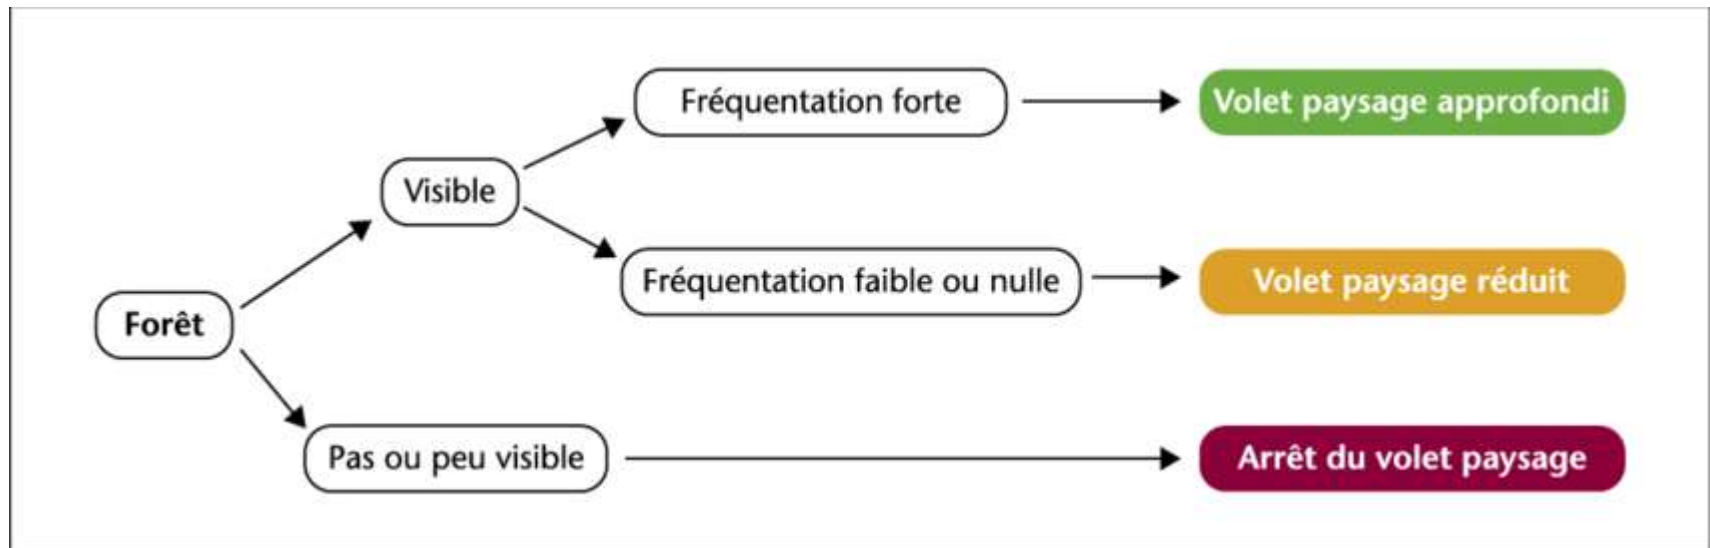 Fréquentation forte
Volet paysage approfondi
Visible
Fréquentation faible ou nulle
Volet paysage réduit
Forêt
Pas ou peu visible
Arrêt du volet paysage